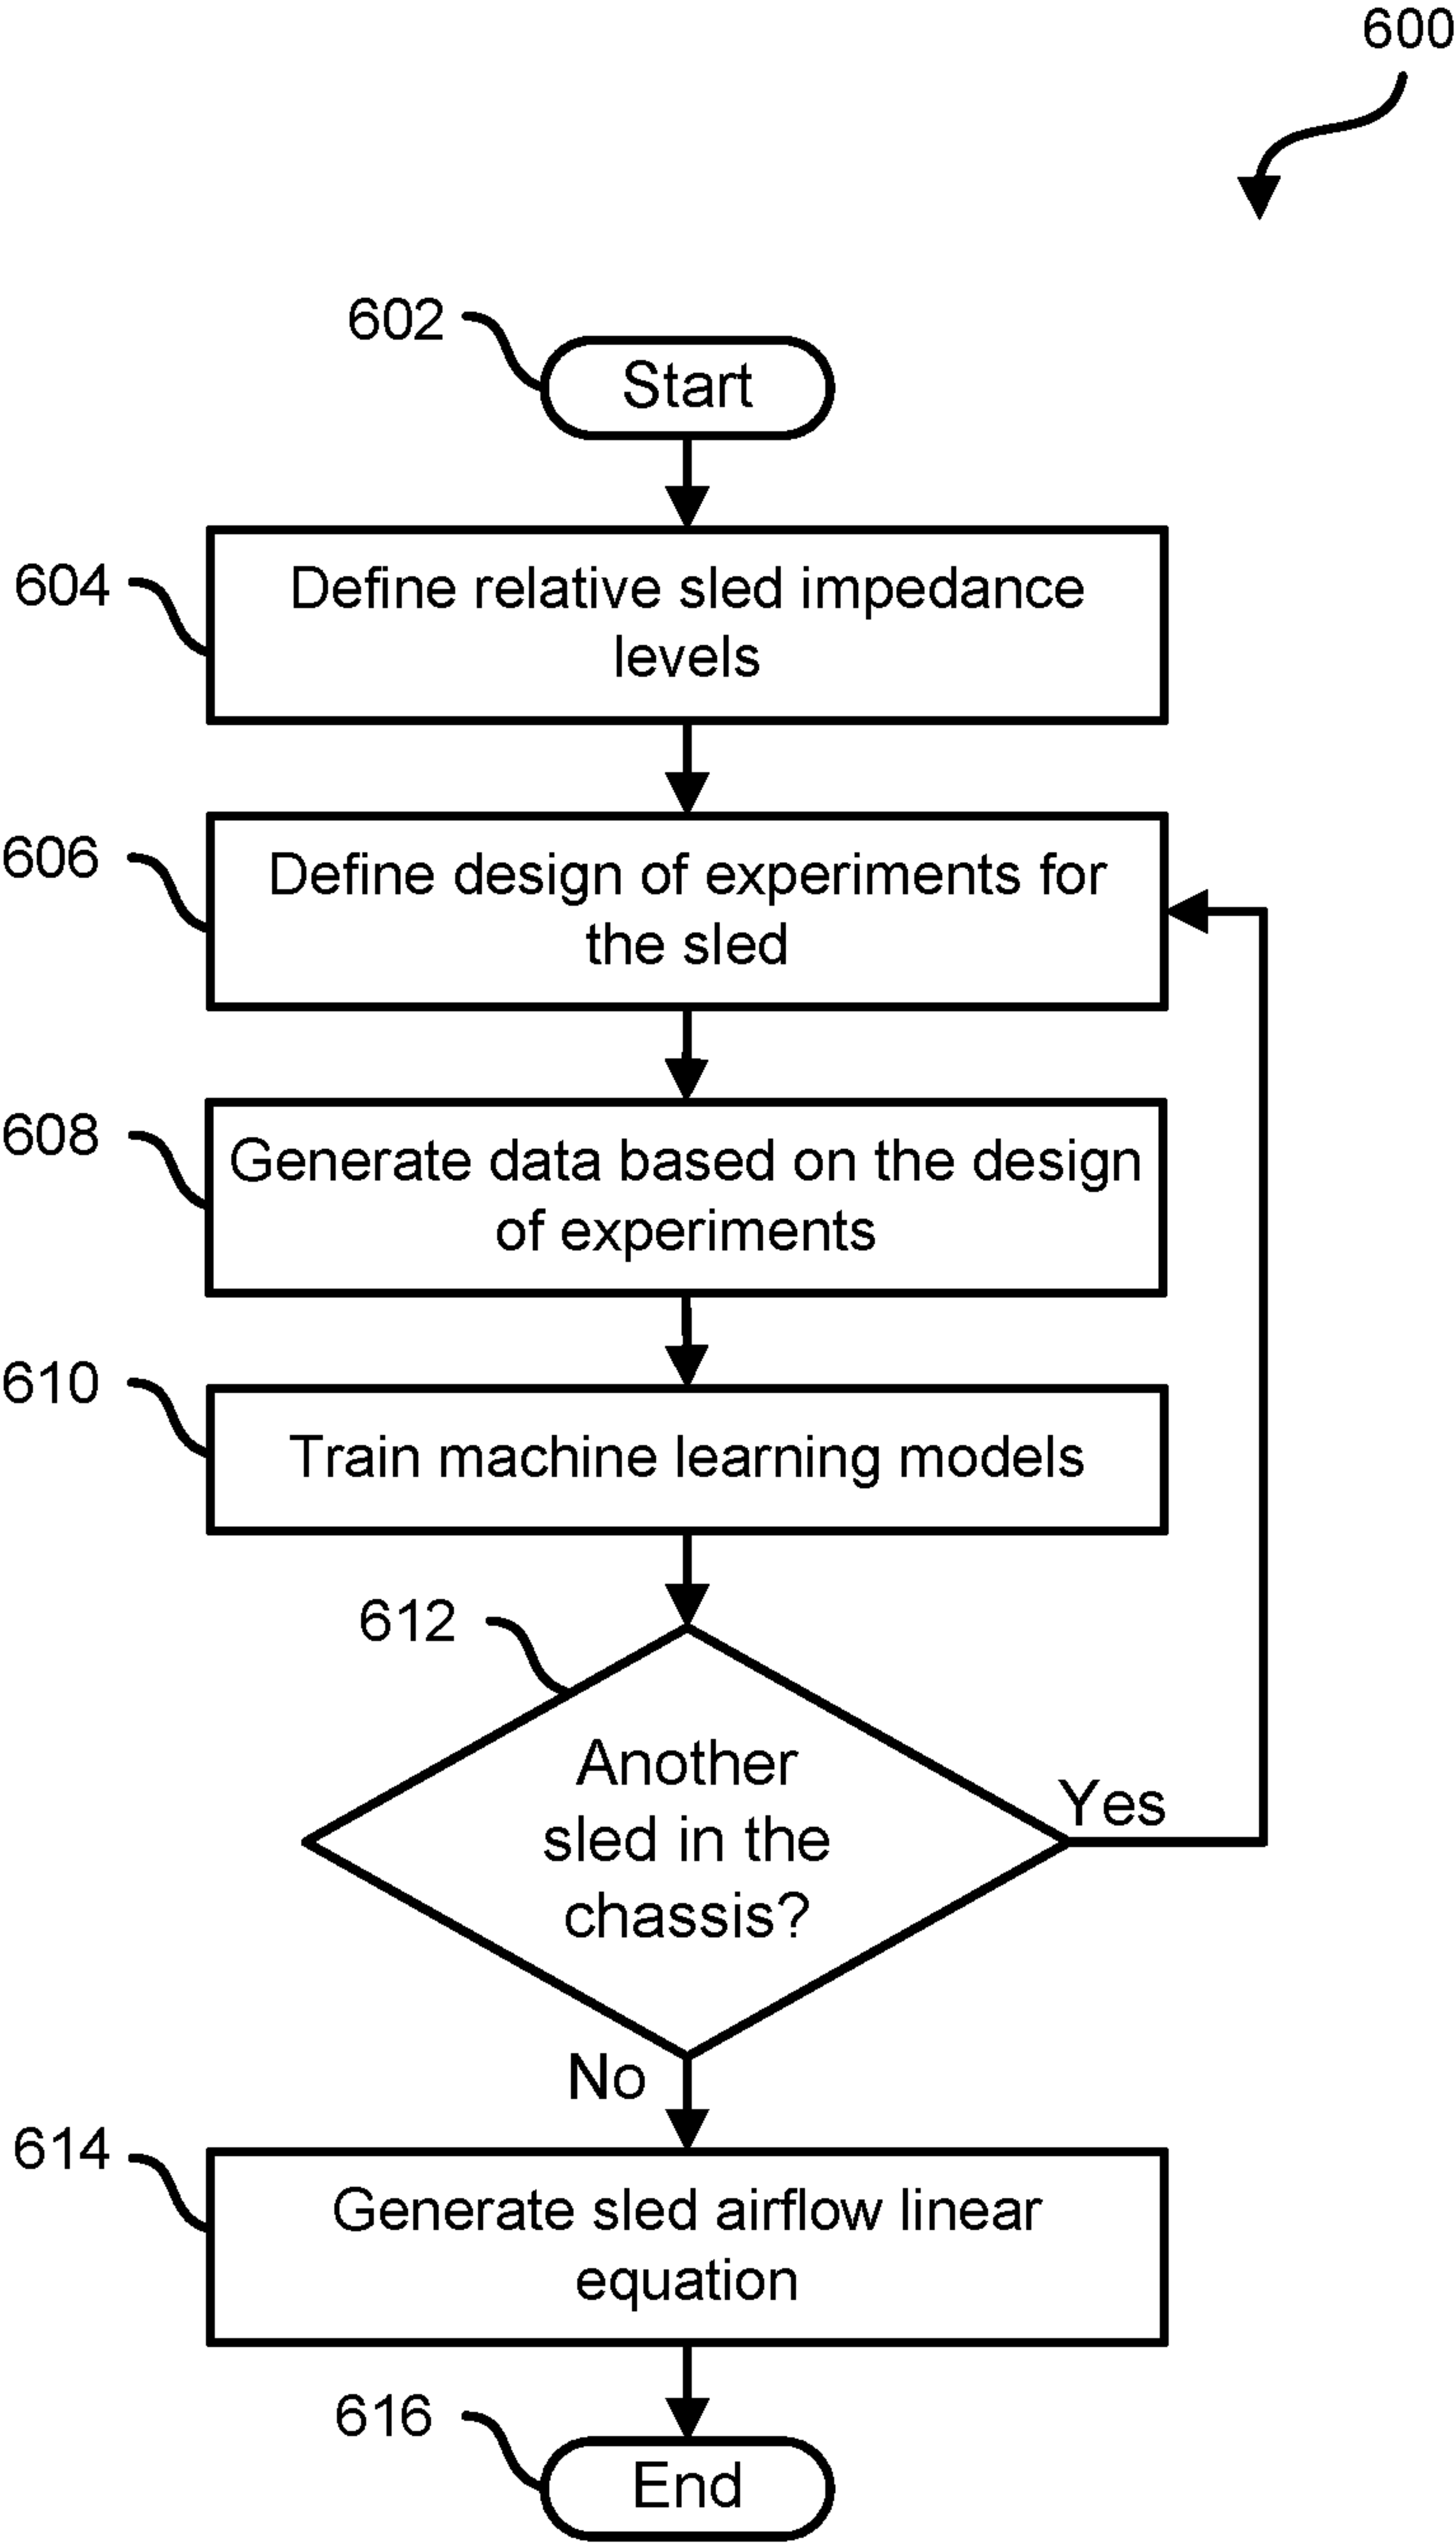 600
602
Start
604
Define relative sled impedance
levels
606
Define design of experiments for
the sled
608
Generate data based on the design
of experiments
610
Train machine learning models
612
Another
sled in the
chassis?
Yes
No
614
Generate sled airflow linear
equation
616
End